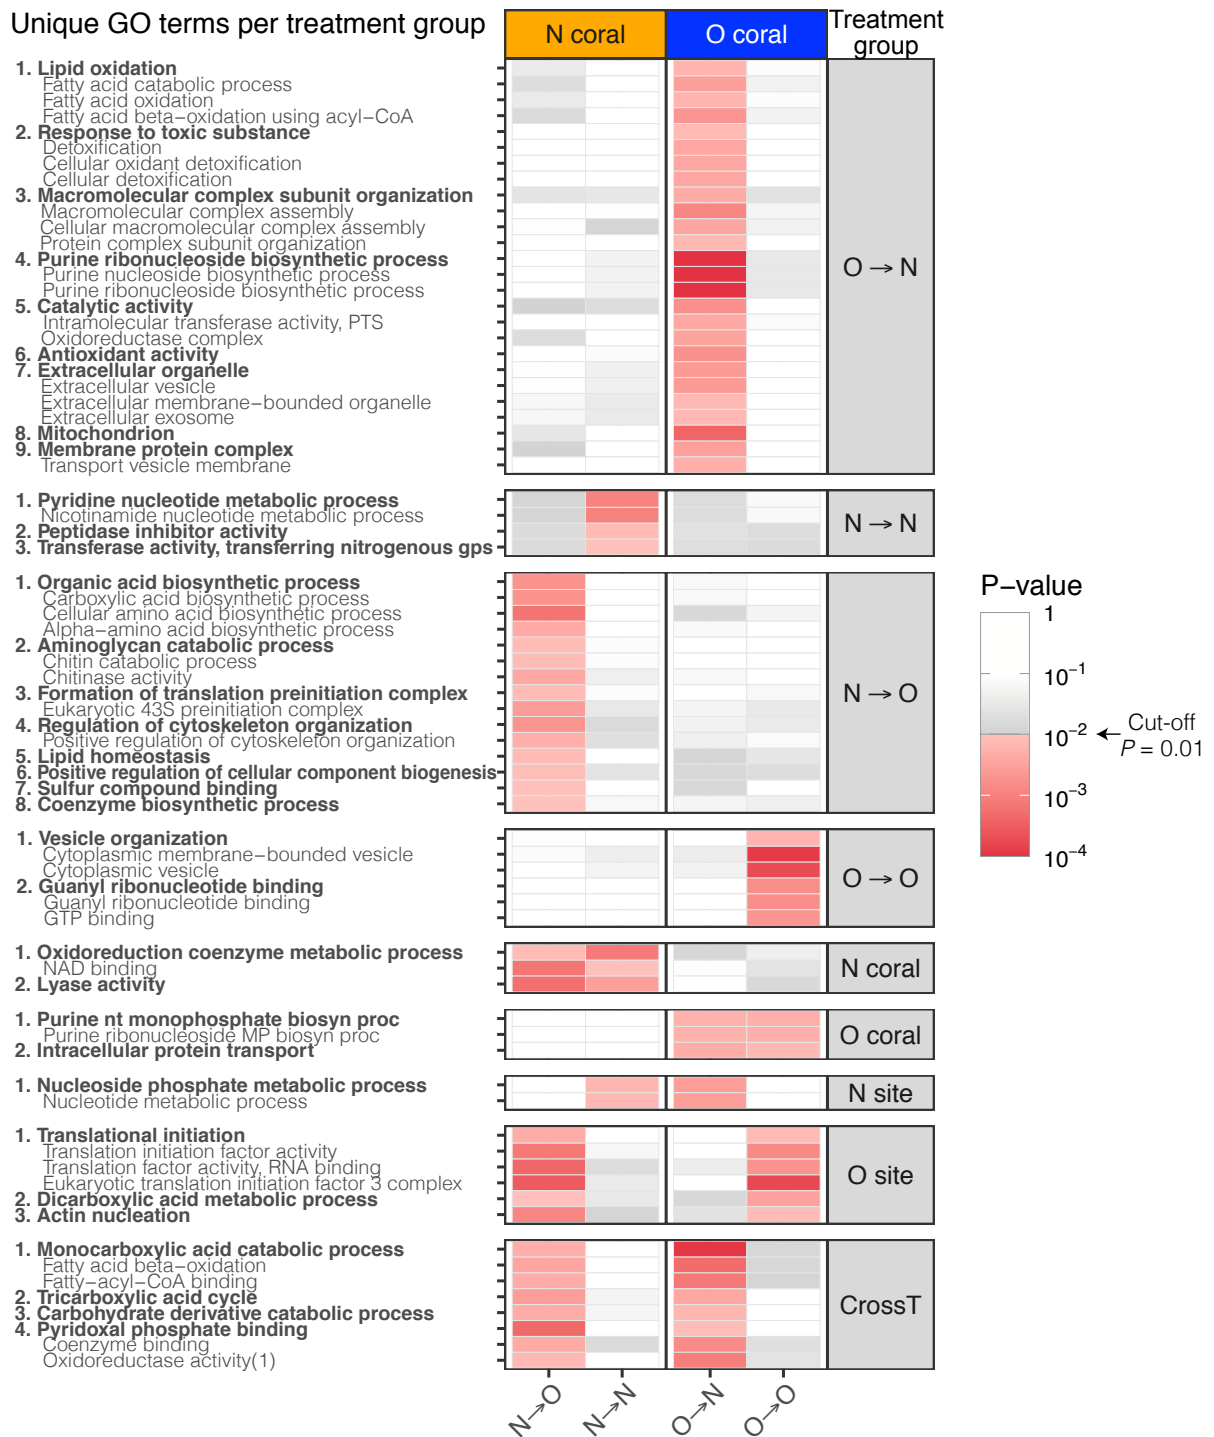 Unique GO terms per treatment group
N coral
O coral
Treatment
group
1. Lipid oxidation
Fatty acid catabolic process
Fatty acid oxidation
Fatty acid beta−oxidation using acyl−CoA
2. Response to toxic substance
Detoxification
Cellular oxidant detoxification
Cellular detoxification
3. Macromolecular complex subunit organization
Macromolecular complex assembly
Cellular macromolecular complex assembly
Protein complex subunit organization
4. Purine ribonucleoside biosynthetic process
Purine nucleoside biosynthetic process
Purine ribonucleoside biosynthetic process
5. Catalytic activity
Intramolecular transferase activity, PTS
Oxidoreductase complex
6. Antioxidant activity
7. Extracellular organelle
Extracellular vesicle
Extracellular membrane−bounded organelle
Extracellular exosome
8. Mitochondrion
9. Membrane protein complex
Transport vesicle membrane
O → N
1. Pyridine nucleotide metabolic process
Nicotinamide nucleotide metabolic process
2. Peptidase inhibitor activity
3. Transferase activity, transferring nitrogenous gps
N → N
1. Organic acid biosynthetic process
Carboxylic acid biosynthetic process
Cellular amino acid biosynthetic process
Alpha−amino acid biosynthetic process
2. Aminoglycan catabolic process
Chitin catabolic process
Chitinase activity
3. Formation of translation preinitiation complex
Eukaryotic 43S preinitiation complex
4. Regulation of cytoskeleton organization
Positive regulation of cytoskeleton organization
5. Lipid homeostasis
6. Positive regulation of cellular component biogenesis
7. Sulfur compound binding
8. Coenzyme biosynthetic process
N → O
1. Vesicle organization
Cytoplasmic membrane−bounded vesicle
Cytoplasmic vesicle
2. Guanyl ribonucleotide binding
Guanyl ribonucleotide binding
GTP binding
O → O
1. Oxidoreduction coenzyme metabolic process
NAD binding
2. Lyase activity
N coral
1. Purine nt monophosphate biosyn proc
Purine ribonucleoside MP biosyn proc
2. Intracellular protein transport
O coral
1. Nucleoside phosphate metabolic process
Nucleotide metabolic process
N site
1. Translational initiation
Translation initiation factor activity
Translation factor activity, RNA binding
Eukaryotic translation initiation factor 3 complex
2. Dicarboxylic acid metabolic process
3. Actin nucleation
O site
1. Monocarboxylic acid catabolic process
Fatty acid beta−oxidation
Fatty−acyl−CoA binding
2. Tricarboxylic acid cycle
3. Carbohydrate derivative catabolic process
4. Pyridoxal phosphate binding
Coenzyme binding
Oxidoreductase activity(1)
CrossT
N→O
N→N
O→N
O→O
P−value
1
10⁻¹
10⁻²
10⁻³
10⁻⁴
← Cut-off
P = 0.01